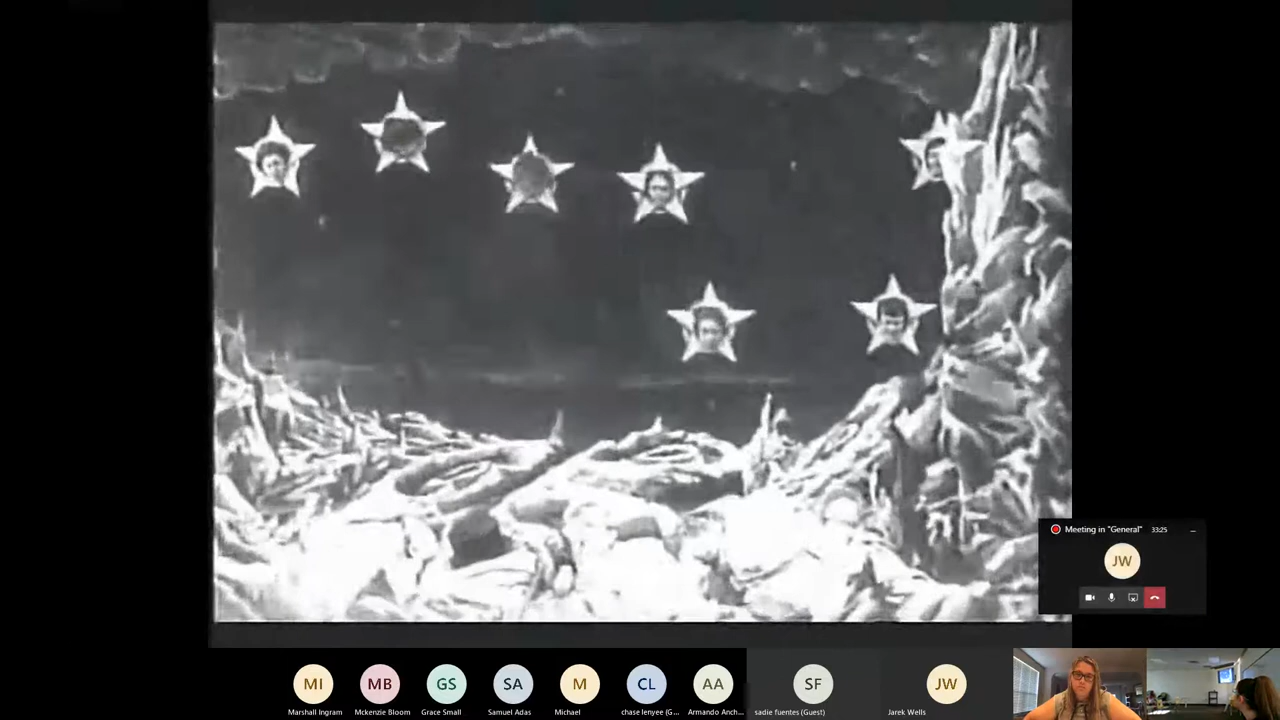 Meeting in "General" 33:25
JW
MI
MB
GS
SA
M
CL
AA
SF
JW
Marshall Ingram
Mckenzie Bloom
Grace Small
Samuel Adas
Michael
chase lenyee (G...
Armando Anch...
sadie fuentes (Guest)
Jarek Wells